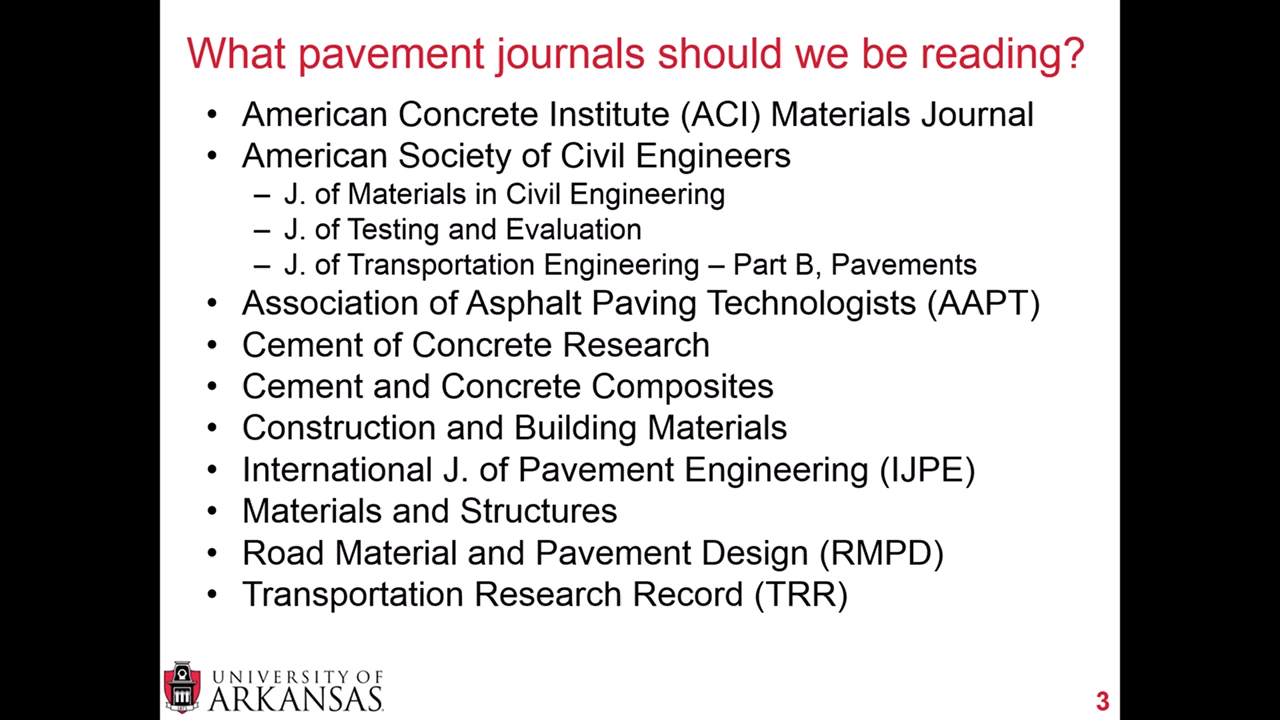 What pavement journals should we be reading?
• American Concrete Institute (ACI) Materials Journal
• American Society of Civil Engineers
– J. of Materials in Civil Engineering
– J. of Testing and Evaluation
– J. of Transportation Engineering – Part B, Pavements
• Association of Asphalt Paving Technologists (AAPT)
• Cement of Concrete Research
• Cement and Concrete Composites
• Construction and Building Materials
• International J. of Pavement Engineering (IJPE)
• Materials and Structures
• Road Material and Pavement Design (RMPD)
• Transportation Research Record (TRR)
UNIVERSITY OF
ARKANSAS
3